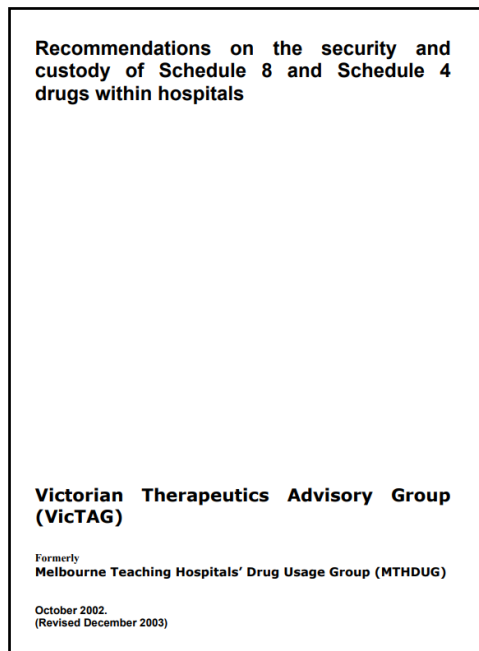 Recommendations on the security and
custody of Schedule 8 and Schedule 4
drugs within hospitals
Victorian Therapeutics Advisory Group
(VicTAG)
Formerly
Melbourne Teaching Hospitals’ Drug Usage Group (MTHDUG)
October 2002.
(Revised December 2003)